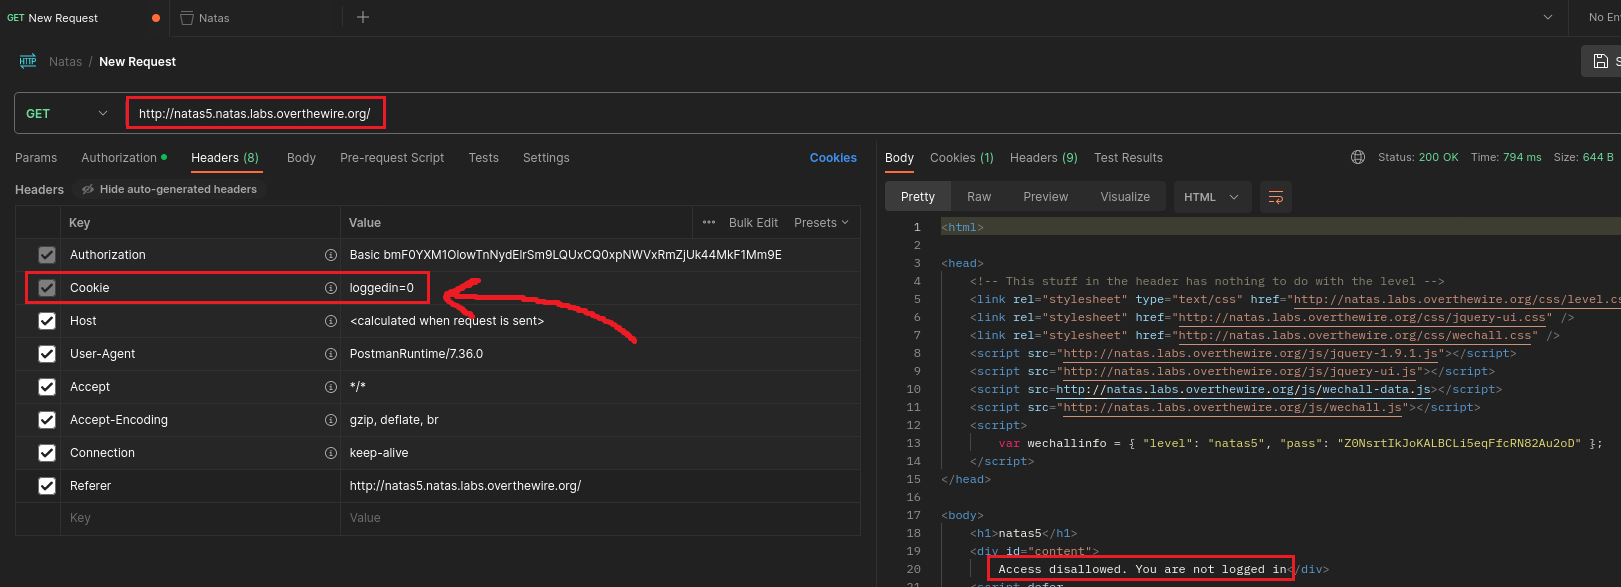 GET New Request
Natas
No En
HTTP Natas / New Request
S
GET http://natas5.natas.labs.overthewire.org/
Params Authorization Headers (8) Body Pre-request Script Tests Settings Cookies
Headers Hide auto-generated headers
Key Value ••• Bulk Edit Presets
Authorization Basic bmF0YXM1OlowTnNydElrSm9LQUxCQ0xpNWVxRmZjUk44MkF1Mm9E
Cookie loggedin=0
Host <calculated when request is sent>
User-Agent PostmanRuntime/7.36.0
Accept */*
Accept-Encoding gzip, deflate, br
Connection keep-alive
Referer http://natas5.natas.labs.overthewire.org/
Key Value
Body Cookies (1) Headers (9) Test Results Status: 200 OK Time: 794 ms Size: 644 B
Pretty Raw Preview Visualize HTML
1 <html>
2
3 <head>
4 <!-- This stuff in the header has nothing to do with the level -->
5 <link rel="stylesheet" type="text/css" href="http://natas.labs.overthewire.org/css/level.cs
6 <link rel="stylesheet" href="http://natas.labs.overthewire.org/css/jquery-ui.css" />
7 <link rel="stylesheet" href="http://natas.labs.overthewire.org/css/wechall.css" />
8 <script src="http://natas.labs.overthewire.org/js/jquery-1.9.1.js"></script>
9 <script src="http://natas.labs.overthewire.org/js/jquery-ui.js"></script>
10 <script src=http://natas.labs.overthewire.org/js/wechall-data.js></script>
11 <script src="http://natas.labs.overthewire.org/js/wechall.js"></script>
12 <script>
13 var wechallinfo = { "level": "natas5", "pass": "Z0NsrtIkJoKALBCLi5eqFfcRN82Au2oD" };
14 </script>
15 </head>
16
17 <body>
18 <h1>natas5</h1>
19 <div id="content">
20 Access disallowed. You are not logged in</div>
21 <script defer